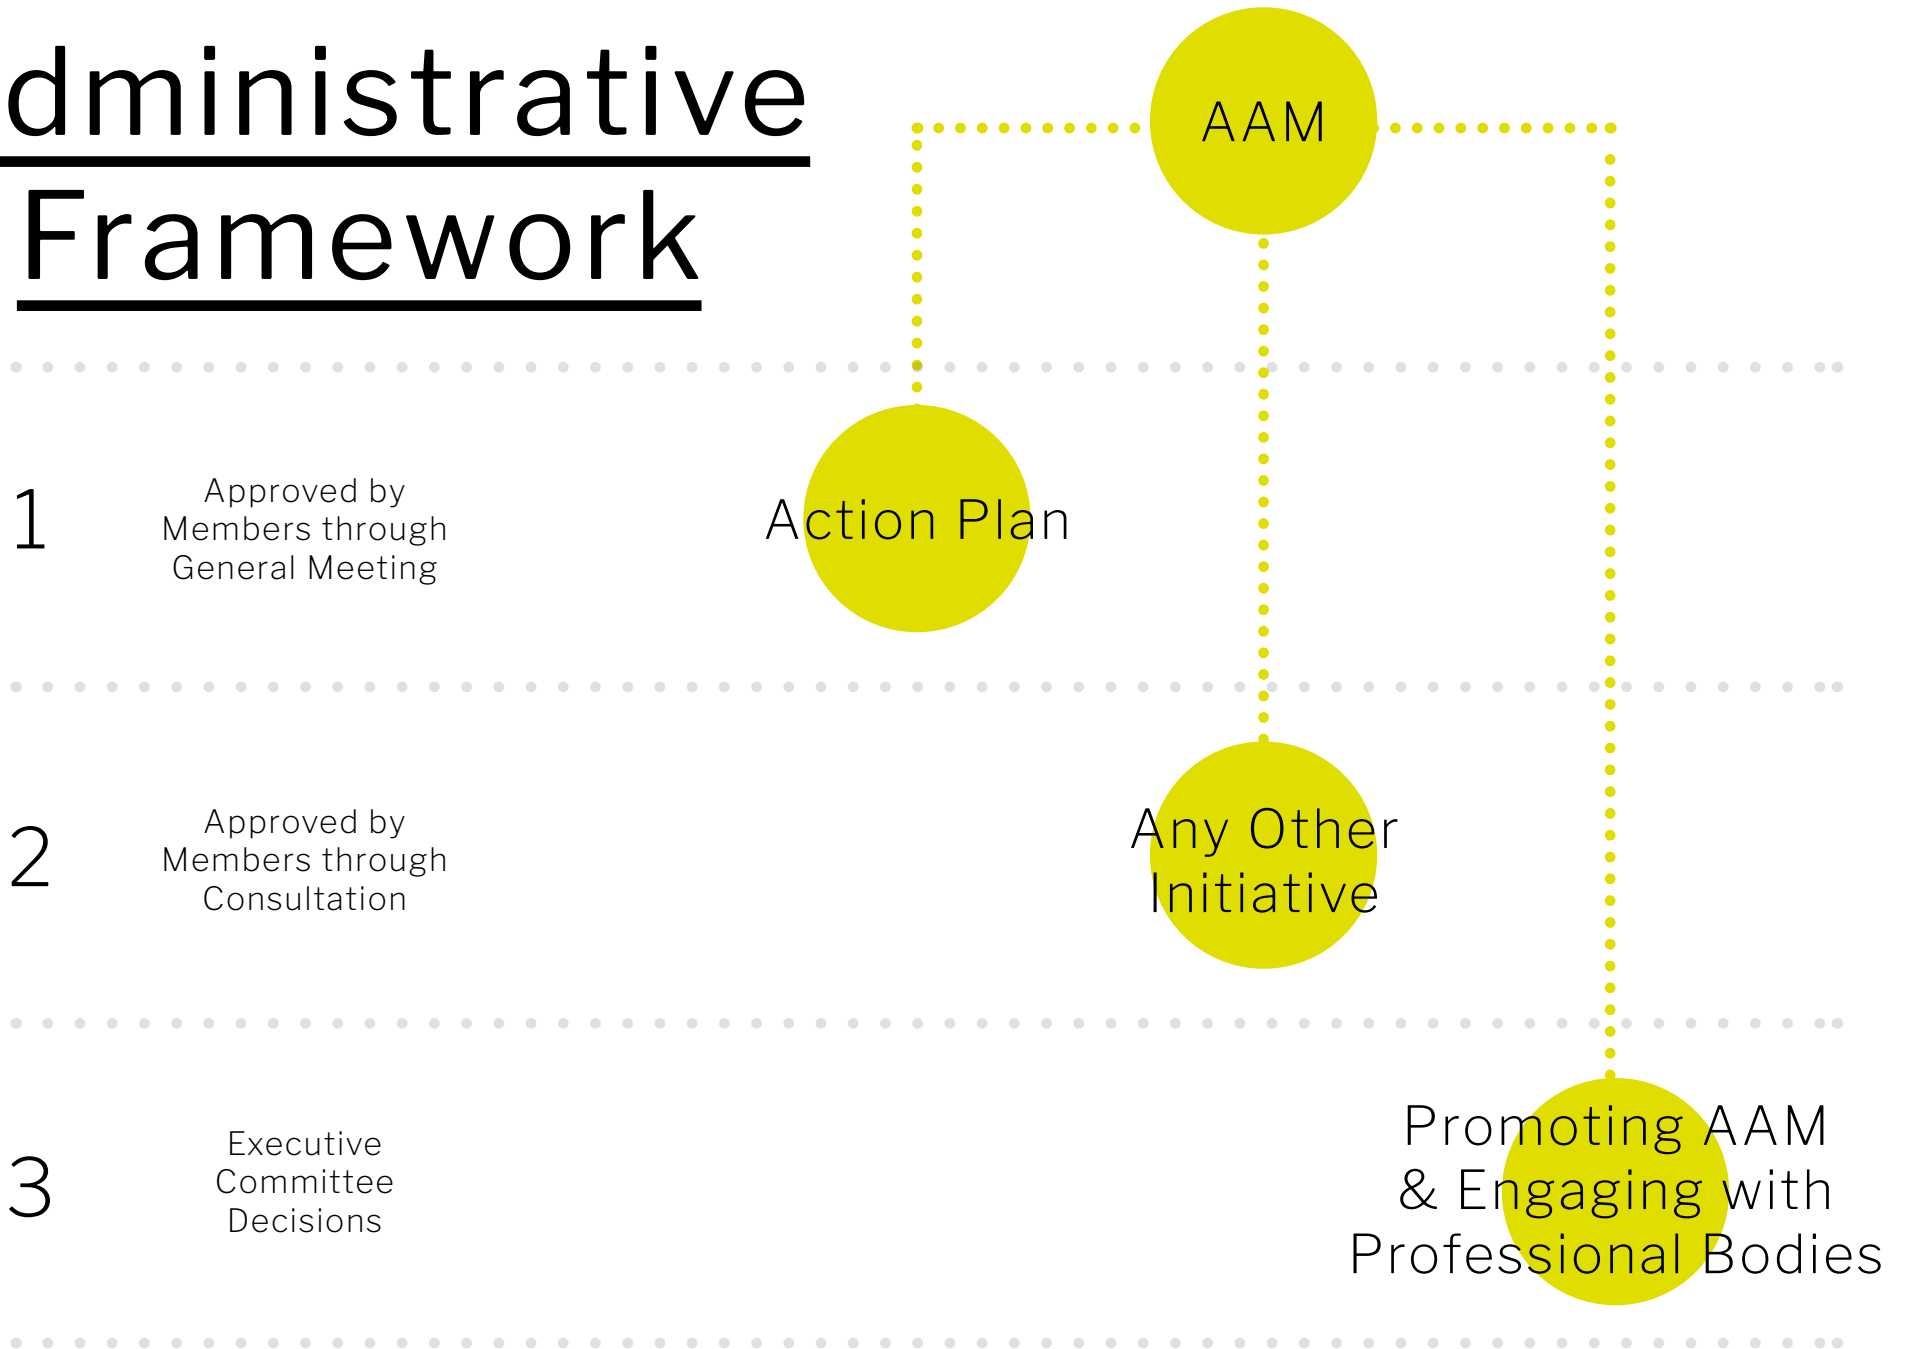 dministrative
Framework
AAM
1
Approved by
Members through
General Meeting
Action Plan
2
Approved by
Members through
Consultation
Any Other
Initiative
3
Executive
Committee
Decisions
Promoting AAM
& Engaging with
Professional Bodies